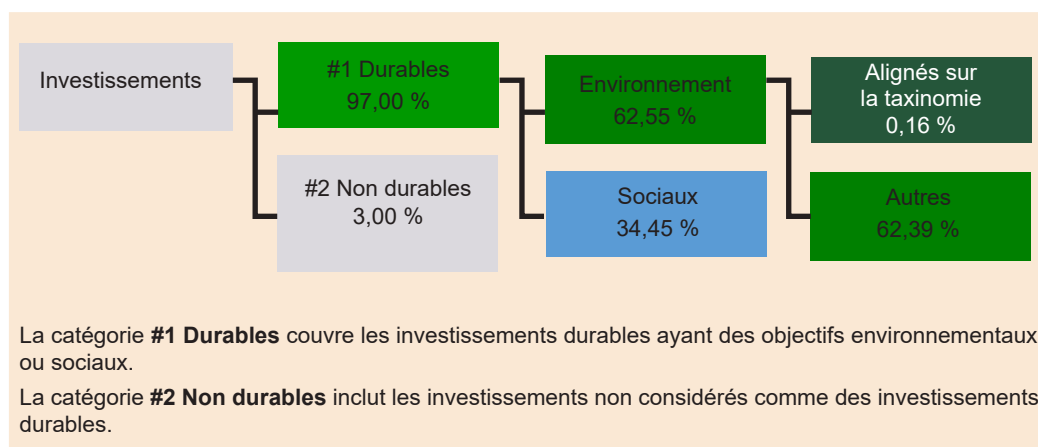 Investissements
#1 Durables
97,00 %
#2 Non durables
3,00 %
Environnement
62,55 %
Sociaux
34,45 %
Alignés sur
la taxinomie
0,16 %
Autres
62,39 %
La catégorie #1 Durables couvre les investissements durables ayant des objectifs environnementaux
ou sociaux.
La catégorie #2 Non durables inclut les investissements non considérés comme des investissements
durables.